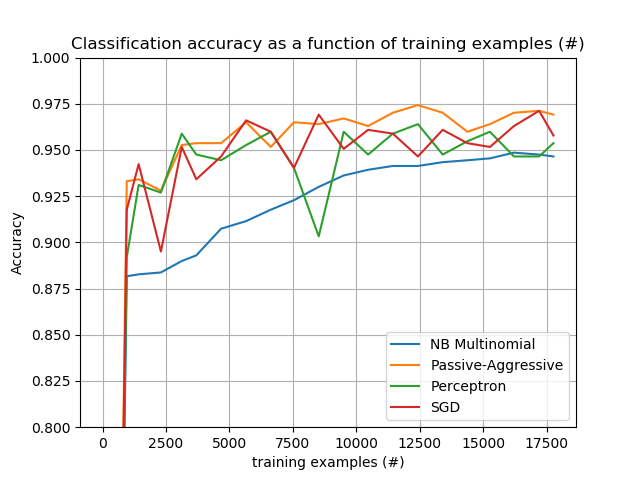 Classification accuracy as a function of training examples (#)
1.000
0.975
0.950
0.925
0.900
0.875
0.850
0.825
0.800
Accuracy
NB Multinomial
Passive-Aggressive
Perceptron
SGD
0 2500 5000 7500 10000 12500 15000 17500
training examples (#)